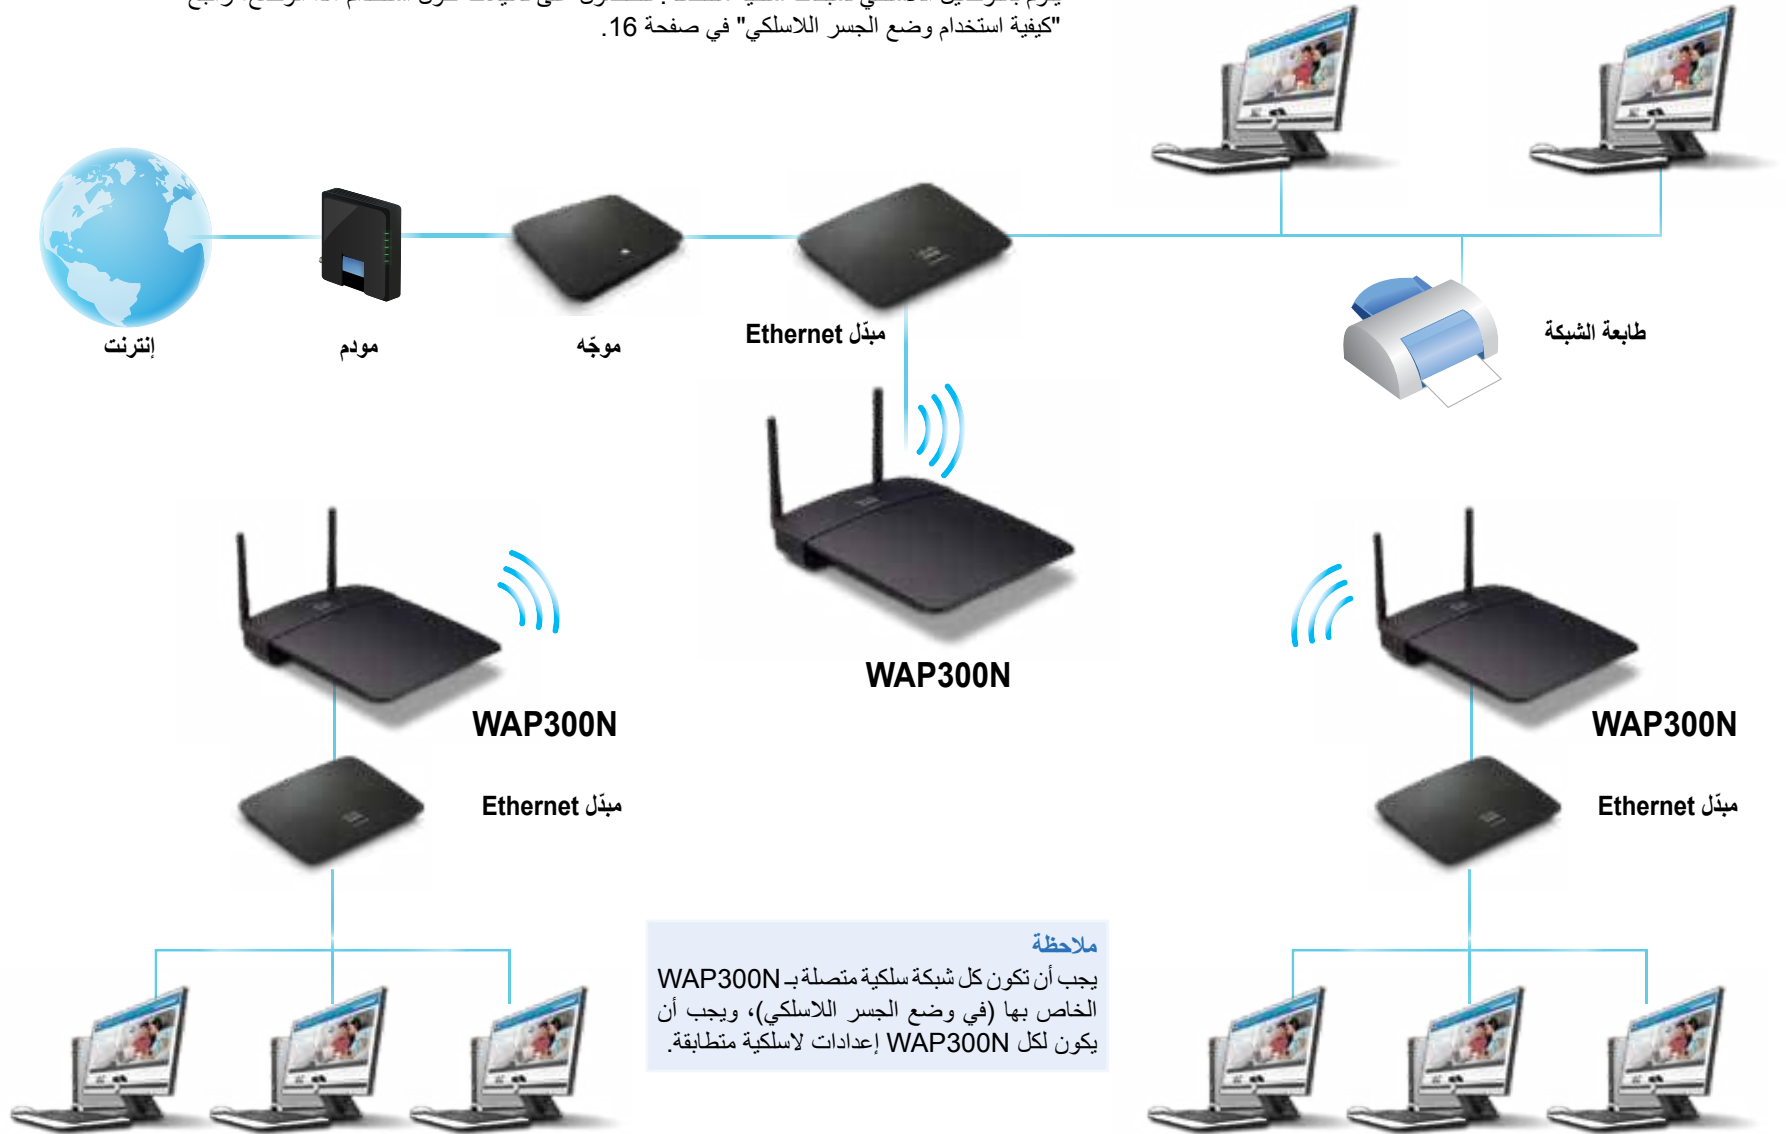 "كيفية استخدام وضع الجسر اللاسلكي" في صفحة 16.
إنترنت
مودم
موجّه
مبدّل Ethernet
طابعة الشبكة
WAP300N
WAP300N
WAP300N
مبدّل Ethernet
مبدّل Ethernet
ملاحظة
يجب أن تكون كل شبكة سلكية متصلة بـ WAP300N
الخاص بها (في وضع الجسر اللاسلكي)، ويجب أن
يكون لكل WAP300N إعدادات لاسلكية متطابقة.